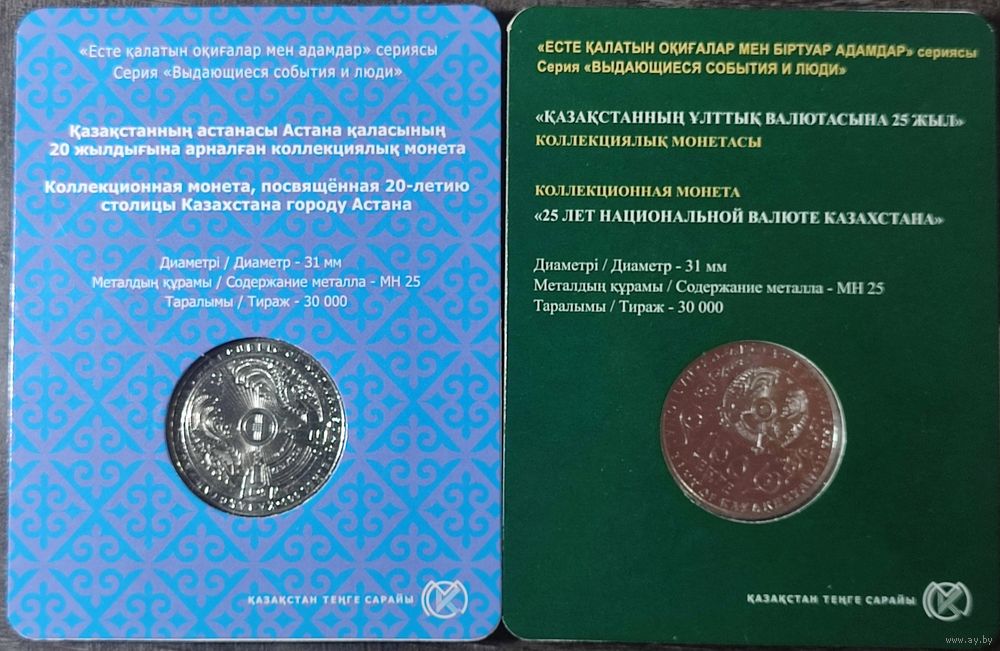 «Есте қалатын оқиғалар мен адамдар» сериясы
Серия «Выдающиеся события и люди»
Қазақстанның астанасы Астана қаласының
20 жылдығына арналған коллекциялық монета
Коллекционная монета, посвящённая 20-летию
столицы Казахстана городу Астана
Диаметрі / Диаметр - 31 мм
Металдың құрамы / Содержание металла - МН 25
Таралымы / Тираж - 30 000
ҚАЗАҚСТАН ТЕҢГЕ САРАЙЫ
«ЕСТЕ ҚАЛАТЫН ОҚИҒАЛАР МЕН БІРТУАР АДАМДАР» сериясы
Серия «ВЫДАЮЩИЕСЯ СОБЫТИЯ И ЛЮДИ»
«ҚАЗАҚСТАННЫҢ ҰЛТТЫҚ ВАЛЮТАСЫНА 25 ЖЫЛ»
КОЛЛЕКЦИЯЛЫҚ МОНЕТАСЫ
КОЛЛЕКЦИОННАЯ МОНЕТА
«25 ЛЕТ НАЦИОНАЛЬНОЙ ВАЛЮТЕ КАЗАХСТАНА»
Диаметрі / Диаметр - 31 мм
Металдың құрамы / Содержание металла - МН 25
Таралымы / Тираж - 30 000
100
ҚАЗАҚСТАН ТЕҢГЕ САРАЙЫ
www.ay.by